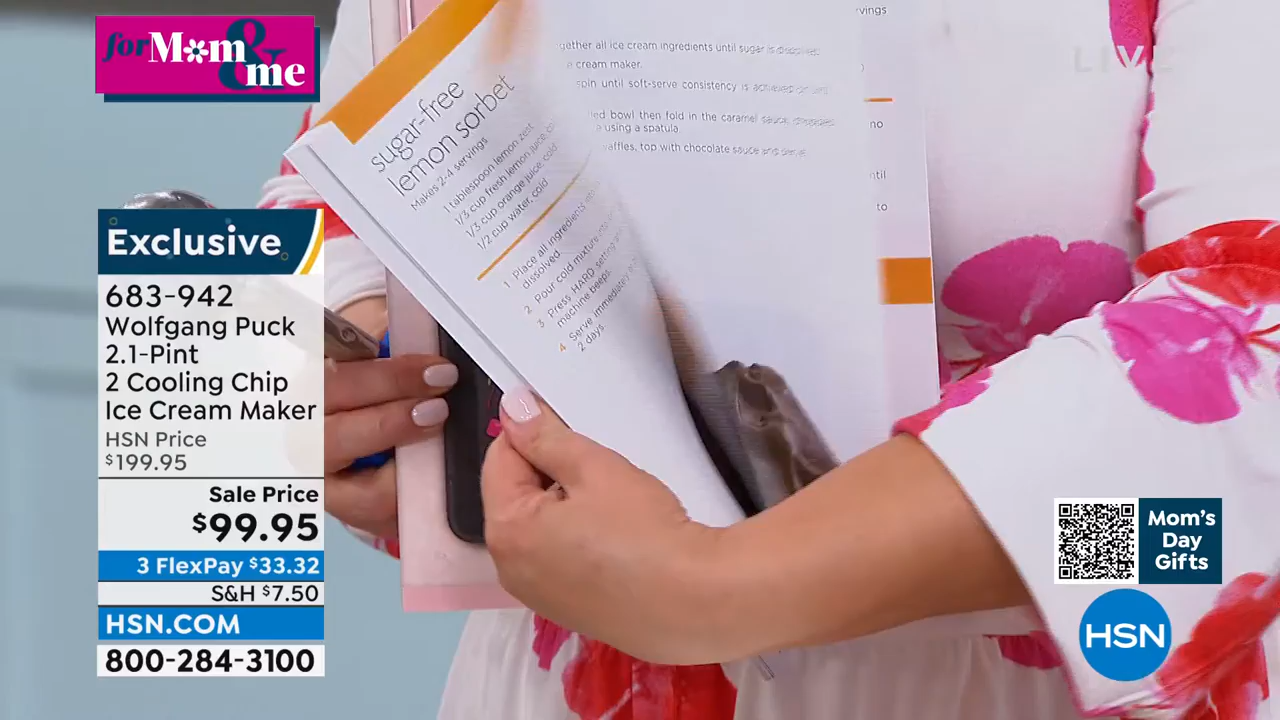 for Mom
&
me
LIVE
Exclusive
683-942
Wolfgang Puck
2.1-Pint
2 Cooling Chip
Ice Cream Maker
HSN Price
$199.95
Sale Price
$99.95
3 FlexPay $33.32
S&H $7.50
HSN.COM
800-284-3100
sugar-free
lemon sorbet
Makes 2-4 servings
1 tablespoon lemon zest
1/3 cup fresh lemon juice,
1/3 cup orange juice, cold
1/2 cup water, cold
1 Place all ingredients
dissolved
2 Pour cold mixture
3 Press HARD setting
machine beeps.
4 Serve immediately
2 days.
all ice cream ingredients until sugar is dissolved
cream maker.
spin until soft-serve consistency is achieved
bowl then fold in the caramel sauce
using a spatula.
waffles, top with chocolate sauce and serve
to
Mom's
Day
Gifts
HSN